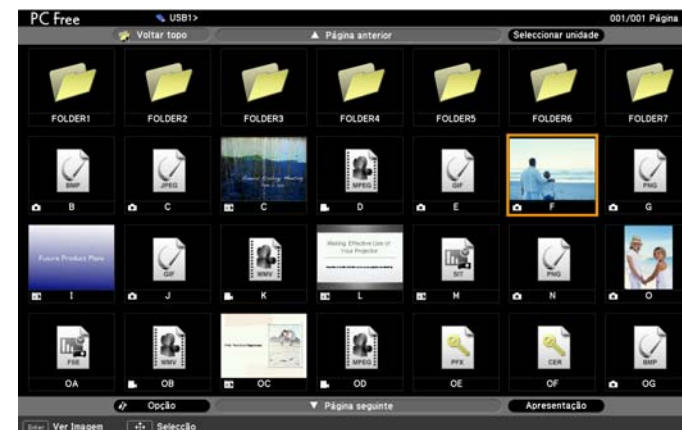 PC Free USB1> 001/001 Página
Voltar topo Página anterior Seleccionar unidade
FOLDER1 FOLDER2 FOLDER3 FOLDER4 FOLDER5 FOLDER6 FOLDER7
BMP JPEG MPEG GIF PNG
B C C D E F G
Future Product Plans GIF WMV Making Effective Use of SIT PNG
Your Projector
I J K L M N O
FSE WMV MPEG PFX CER BMP
OA OB OC OD OE OF OG
Opção Página seguinte Apresentação
Enter Ver Imagem Selecção